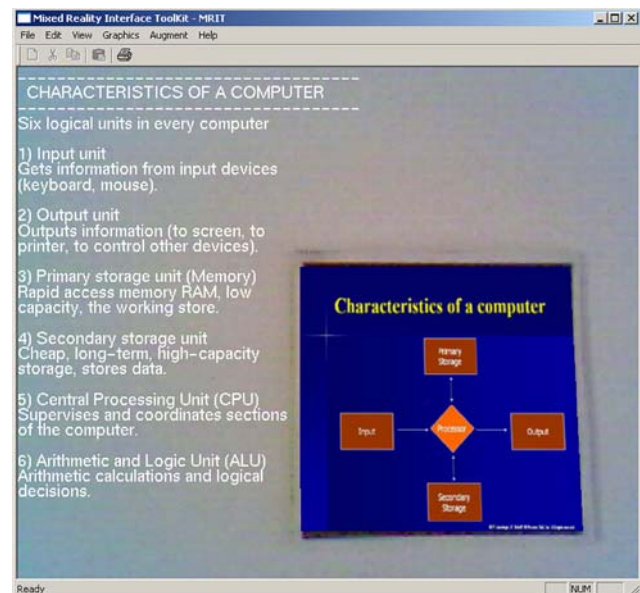 Mixed Reality Interface ToolKit - MRIT
File Edit View Graphics Augment Help
CHARACTERISTICS OF A COMPUTER
Six logical units in every computer
1) Input unit
Gets information from input devices
(keyboard, mouse).
2) Output unit
Outputs information (to screen, to
printer, to control other devices).
3) Primary storage unit (Memory)
Rapid access memory RAM, low
capacity, the working store.
4) Secondary storage unit
Cheap, long-term, high-capacity
storage, stores data.
5) Central Processing Unit (CPU)
Supervises and coordinates sections
of the computer.
6) Arithmetic and Logic Unit (ALU)
Arithmetic calculations and logical
decisions.
Characteristics of a computer
Primary
Storage
Input
Processor
Output
Secondary
Storage
Ready
NUM